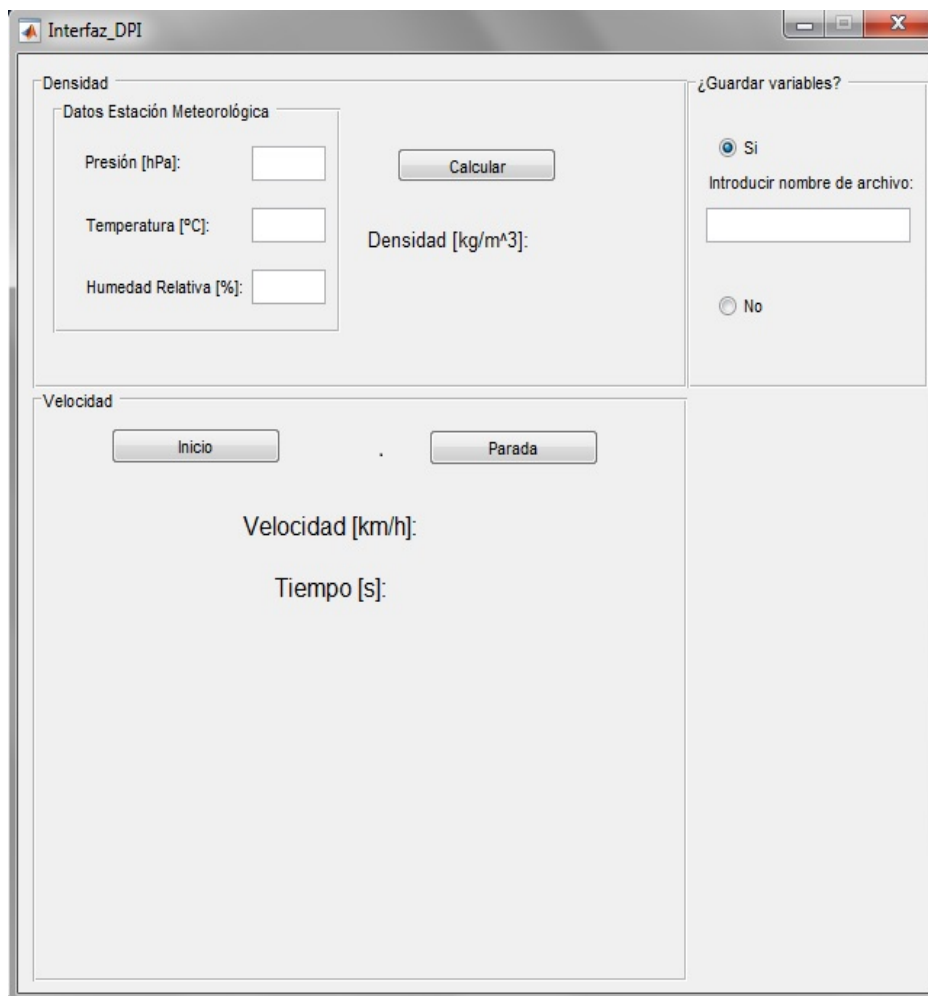 Interfaz_DPI
Densidad
Datos Estación Meteorológica
Presión [hPa]:
Temperatura [ºC]:
Humedad Relativa [%]:
Calcular
Densidad [kg/m^3]:
¿Guardar variables?
Si
Introducir nombre de archivo:
No
Velocidad
Inicio
.
Parada
Velocidad [km/h]:
Tiempo [s]: